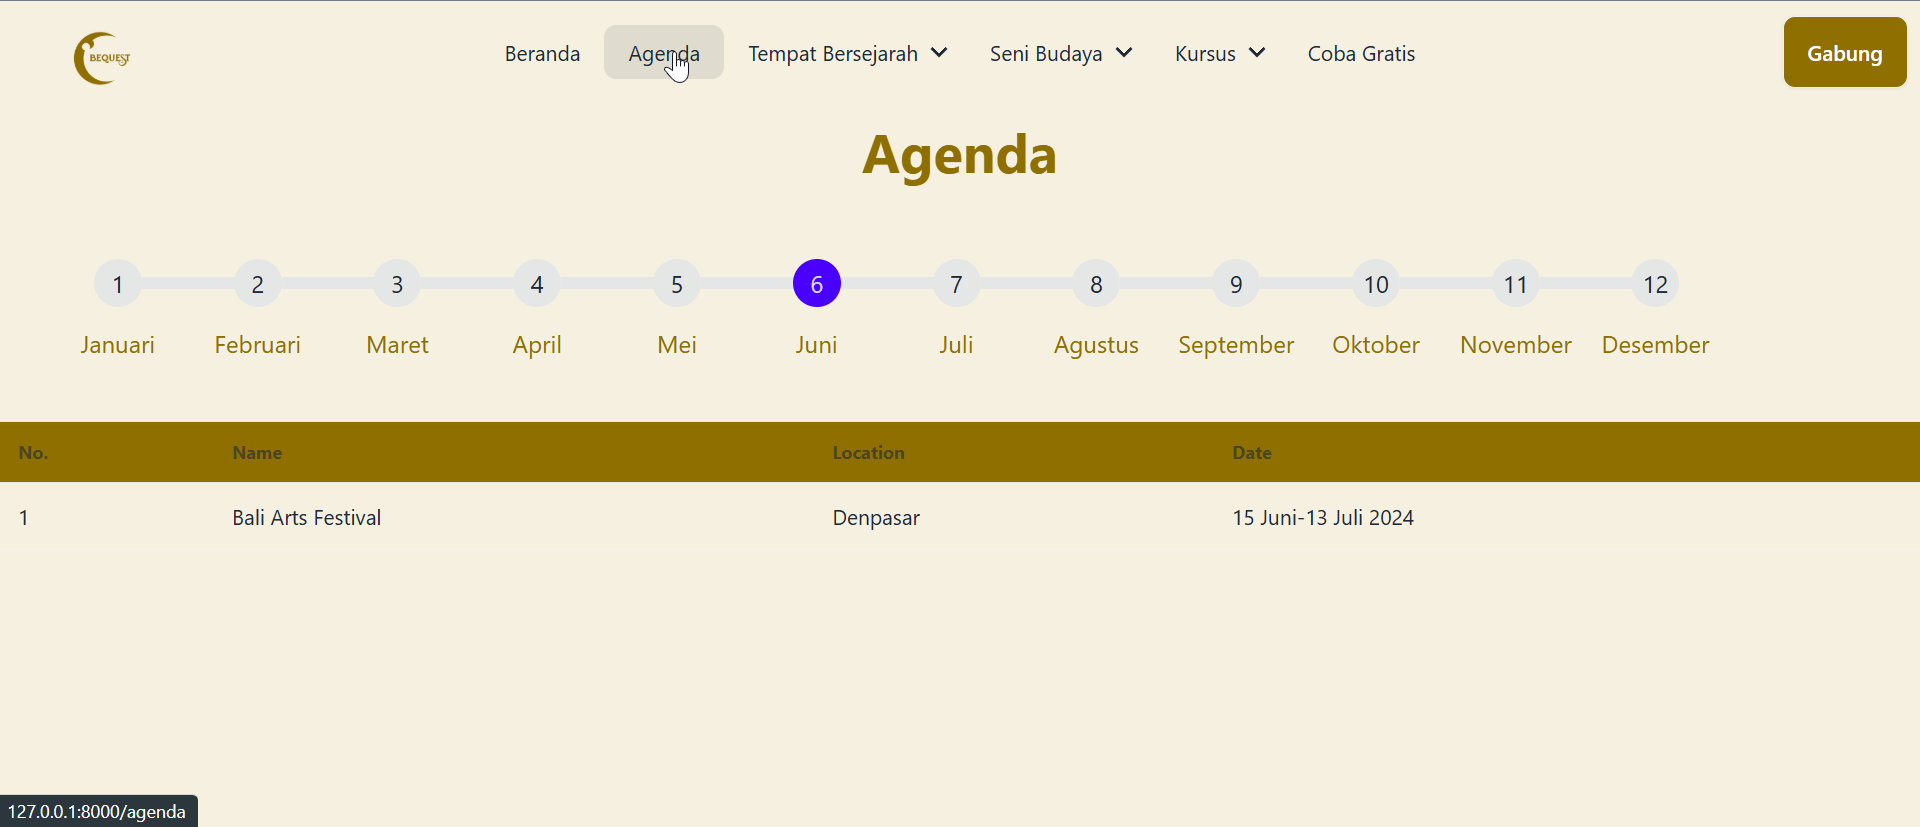 BEQUEST
Beranda Agenda Tempat Bersejarah Seni Budaya Kursus Coba Gratis Gabung
Agenda
1 2 3 4 5 6 7 8 9 10 11 12
Januari Februari Maret April Mei Juni Juli Agustus September Oktober November Desember
No. Name Location Date
1 Bali Arts Festival Denpasar 15 Juni-13 Juli 2024
127.0.0.1:8000/agenda